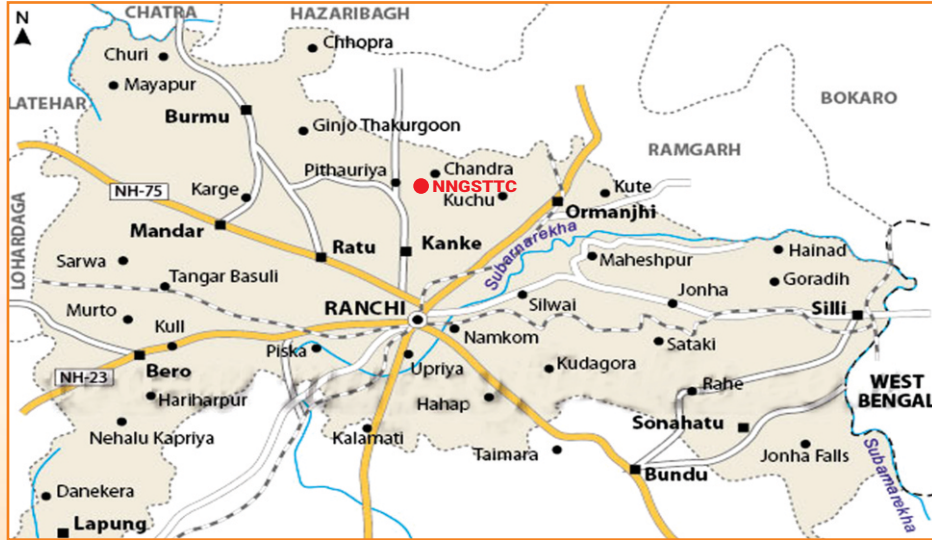 N
CHATRA
HAZARIBAGH
Churi
Chhopra
Mayapur
LATEHAR
BOKARO
Burmu
Ginjo Thakurgoon
RAMGARH
Pithauriya
Chandra
NNGSTTC
NH-75
Karge
Kuchu
Kute
Ormanjhi
Mandar
Ratu
Kanke
Subarnarekha
LOHARDAGA
Sarwa
Maheshpur
Hainad
Tangar Basuli
Goradih
Silwai
Jonha
Murto
RANCHI
Silli
Kull
Namkom
Piska
Sataki
Bero
Upriya
Kudagora
NH-23
Rahe
WEST
BENGAL
Hariharpur
Hahap
Nehalu Kapriya
Kalamati
Sonahatu
Taimara
Jonha Falls
Bundu
Subarnarekha
Danekera
Lapung